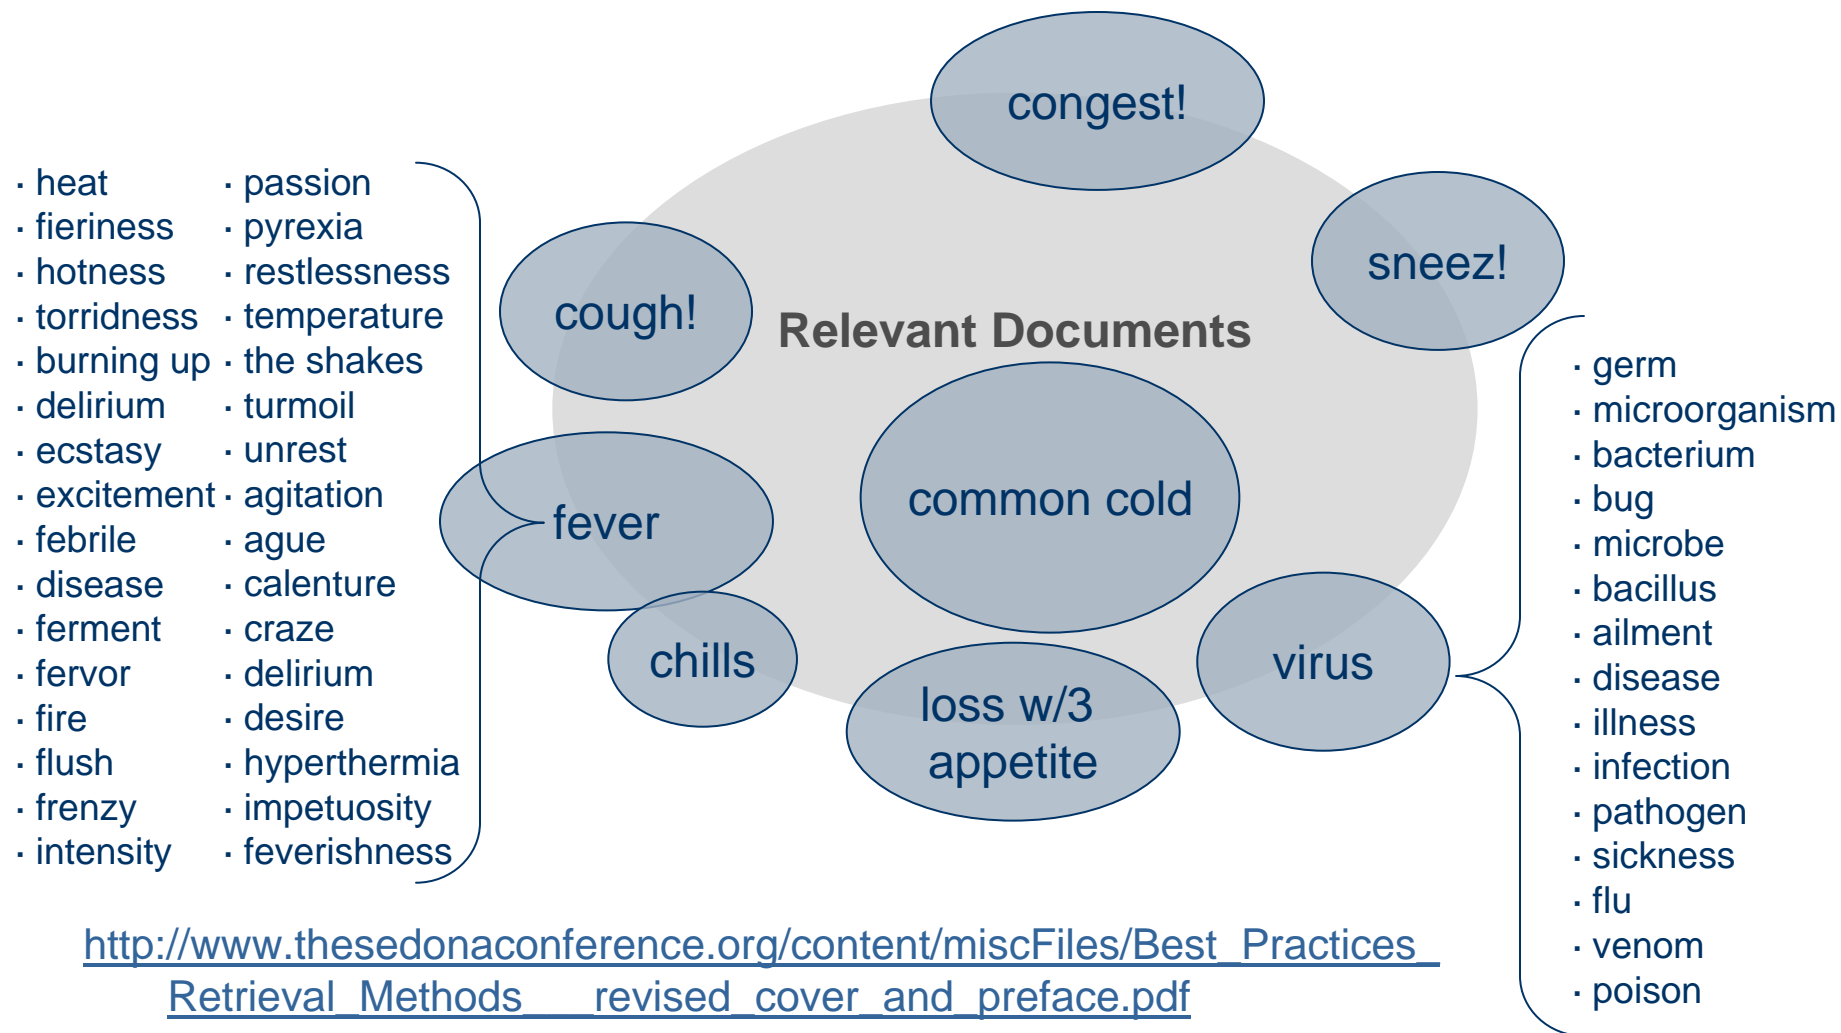 congest!
sneez!
cough!
Relevant Documents
common cold
fever
chills
loss w/3
appetite
virus
· heat
· fieriness
· hotness
· torridness
· burning up
· delirium
· ecstasy
· excitement
· febrile
· disease
· ferment
· fervor
· fire
· flush
· frenzy
· intensity
· passion
· pyrexia
· restlessness
· temperature
· the shakes
· turmoil
· unrest
· agitation
· ague
· calenture
· craze
· delirium
· desire
· hyperthermia
· impetuosity
· feverishness
· germ
· microorganism
· bacterium
· bug
· microbe
· bacillus
· ailment
· disease
· illness
· infection
· pathogen
· sickness
· flu
· venom
· poison
http://www.thesedonaconference.org/content/miscFiles/Best_Practices_
Retrieval_Methods___revised_cover_and_preface.pdf